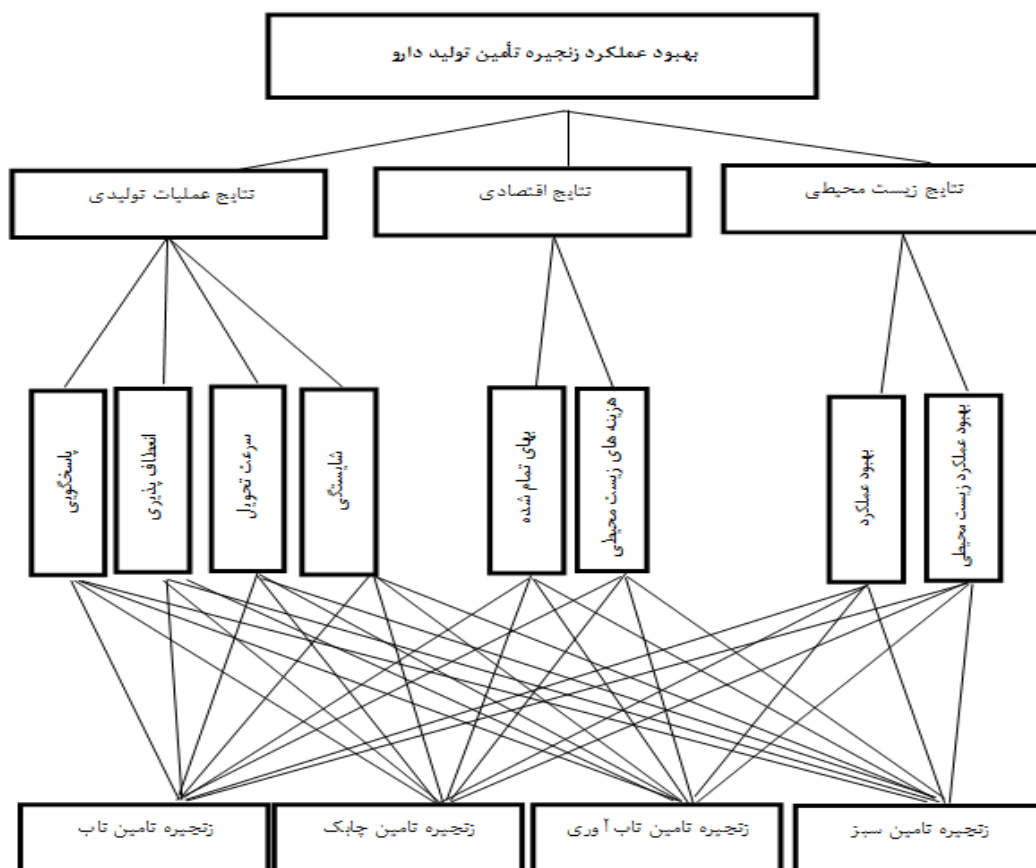 بهبود عملکرد زنجیره تأمین تولید دارو
نتایج زیست محیطی
نتایج اقتصادی
نتایج عملیات تولیدی
بهبود عملکرد زیست محیطی
بهبود عملکرد
هزینه های زیست محیطی
بهای تمام شده
شایستگی
سرعت تحویل
انعطاف پذیری
پاسخگویی
زنجیره تامین سبز
زنجیره تامین تاب آوری
زنجیره تامین چابک
زنجیره تامین تاب